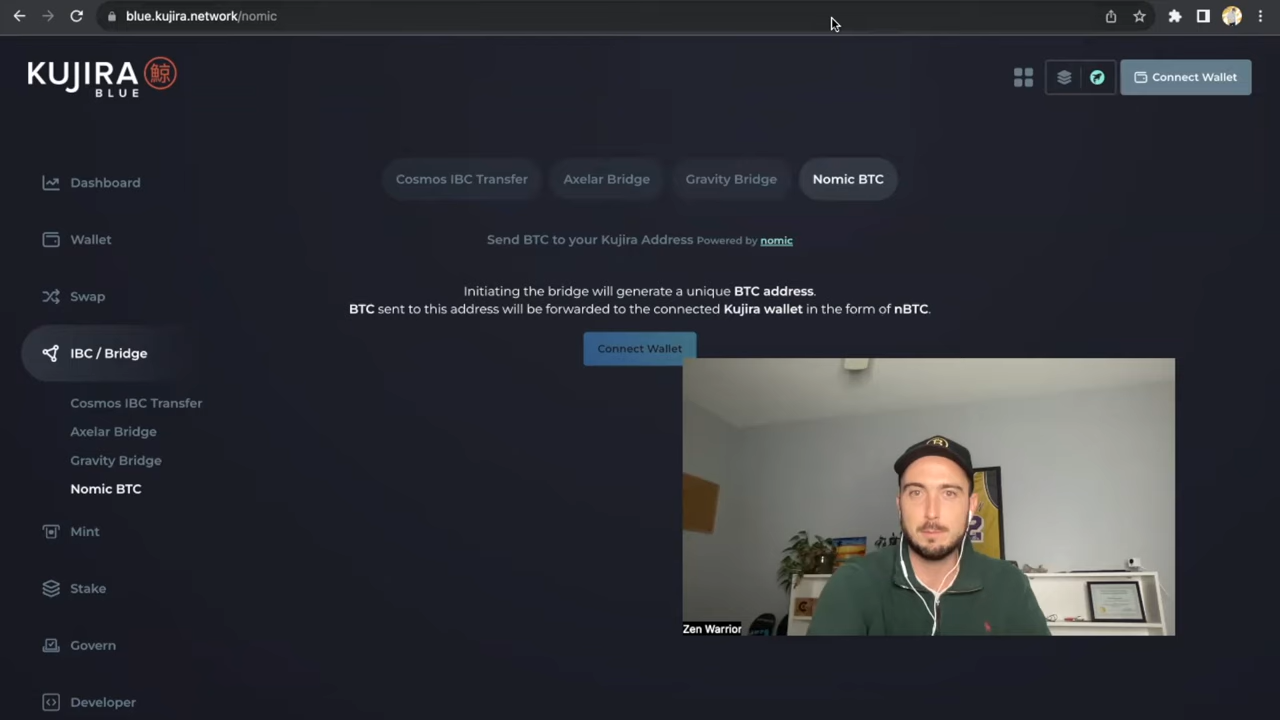 blue.kujira.network/nomic
KUJIRA 鯨
BLUE
Connect Wallet
Dashboard
Wallet
Swap
IBC / Bridge
Cosmos IBC Transfer
Axelar Bridge
Gravity Bridge
Nomic BTC
Mint
Stake
Govern
Developer
Cosmos IBC Transfer
Axelar Bridge
Gravity Bridge
Nomic BTC
Send BTC to your Kujira Address Powered by nomic
Initiating the bridge will generate a unique BTC address.
BTC sent to this address will be forwarded to the connected Kujira wallet in the form of nBTC.
Connect Wallet
Zen Warrior